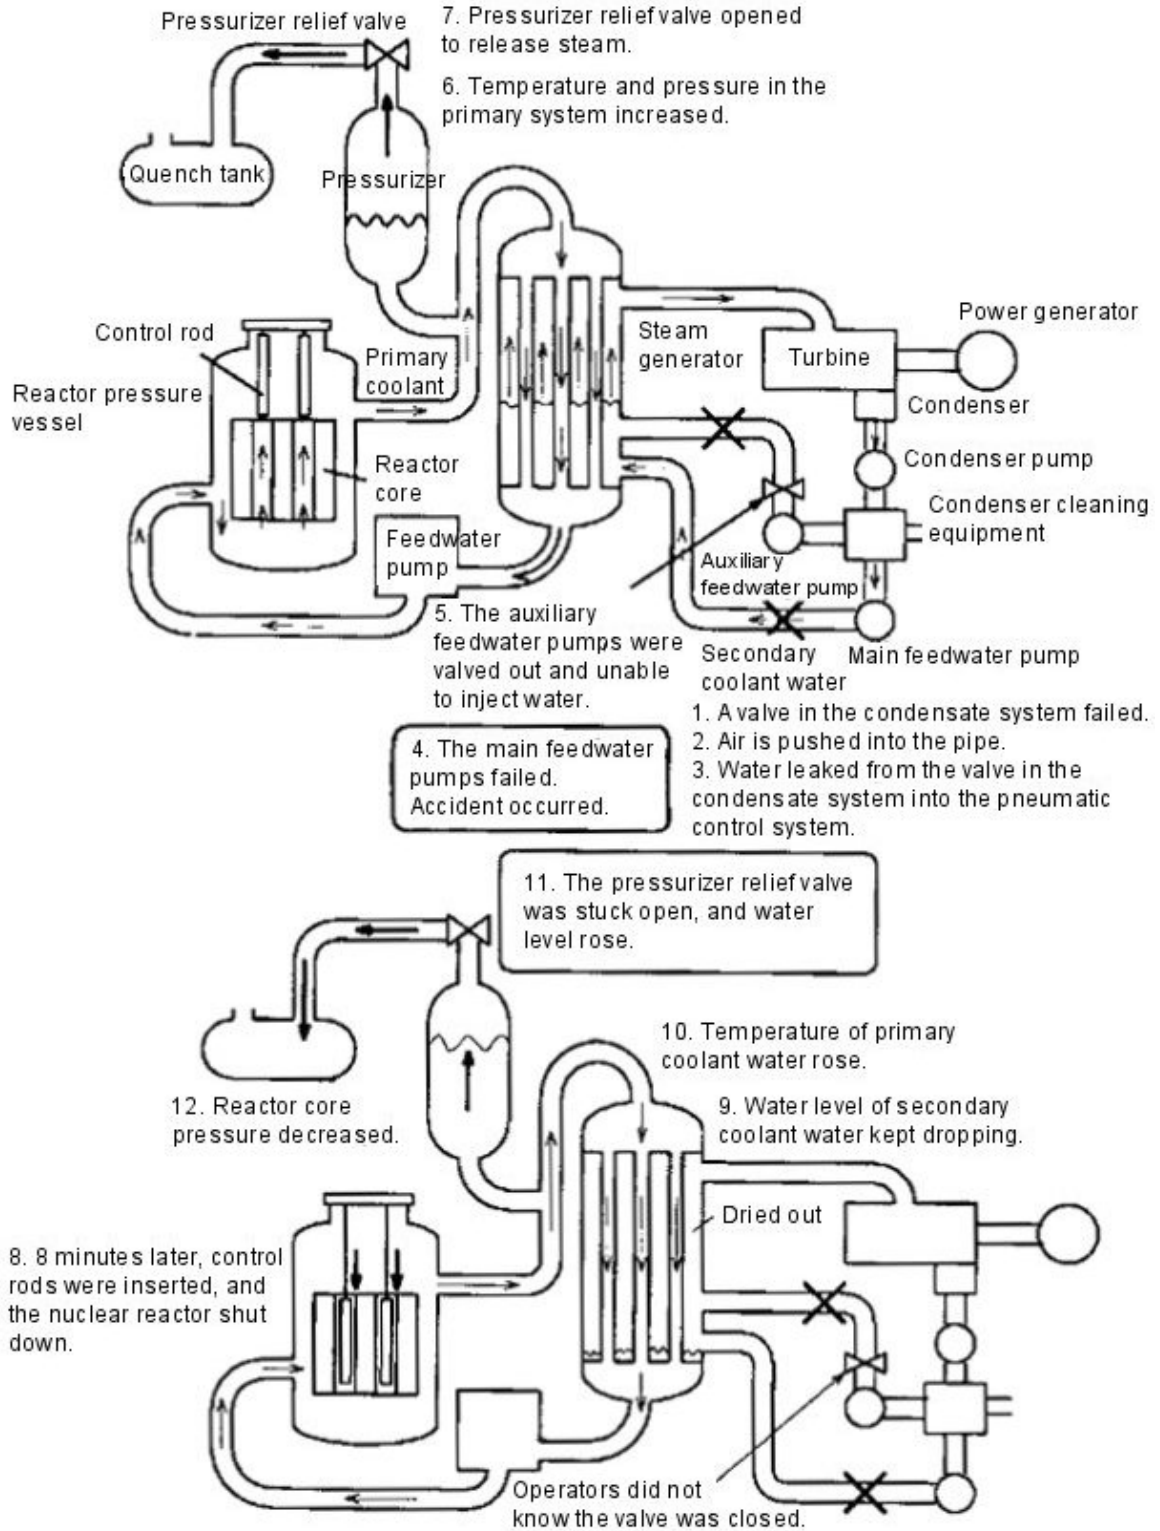 Pressurizer relief valve
7. Pressurizer relief valve opened
to release steam.
6. Temperature and pressure in the
primary system increased.
Quench tank
Pressurizer
Control rod
Reactor pressure
vessel
Primary
coolant
Reactor
core
Steam
generator
Turbine
Power generator
Condenser
Condenser pump
Condenser cleaning
equipment
Feedwater
pump
Auxiliary
feedwater pump
5. The auxiliary
feedwater pumps were
valved out and unable
to inject water.
Secondary
coolant water
Main feedwater pump
1. A valve in the condensate system failed.
2. Air is pushed into the pipe.
3. Water leaked from the valve in the
condensate system into the pneumatic
control system.
4. The main feedwater
pumps failed.
Accident occurred.
11. The pressurizer relief valve
was stuck open, and water
level rose.
10. Temperature of primary
coolant water rose.
12. Reactor core
pressure decreased.
9. Water level of secondary
coolant water kept dropping.
Dried out
8. 8 minutes later, control
rods were inserted, and
the nuclear reactor shut
down.
Operators did not
know the valve was closed.